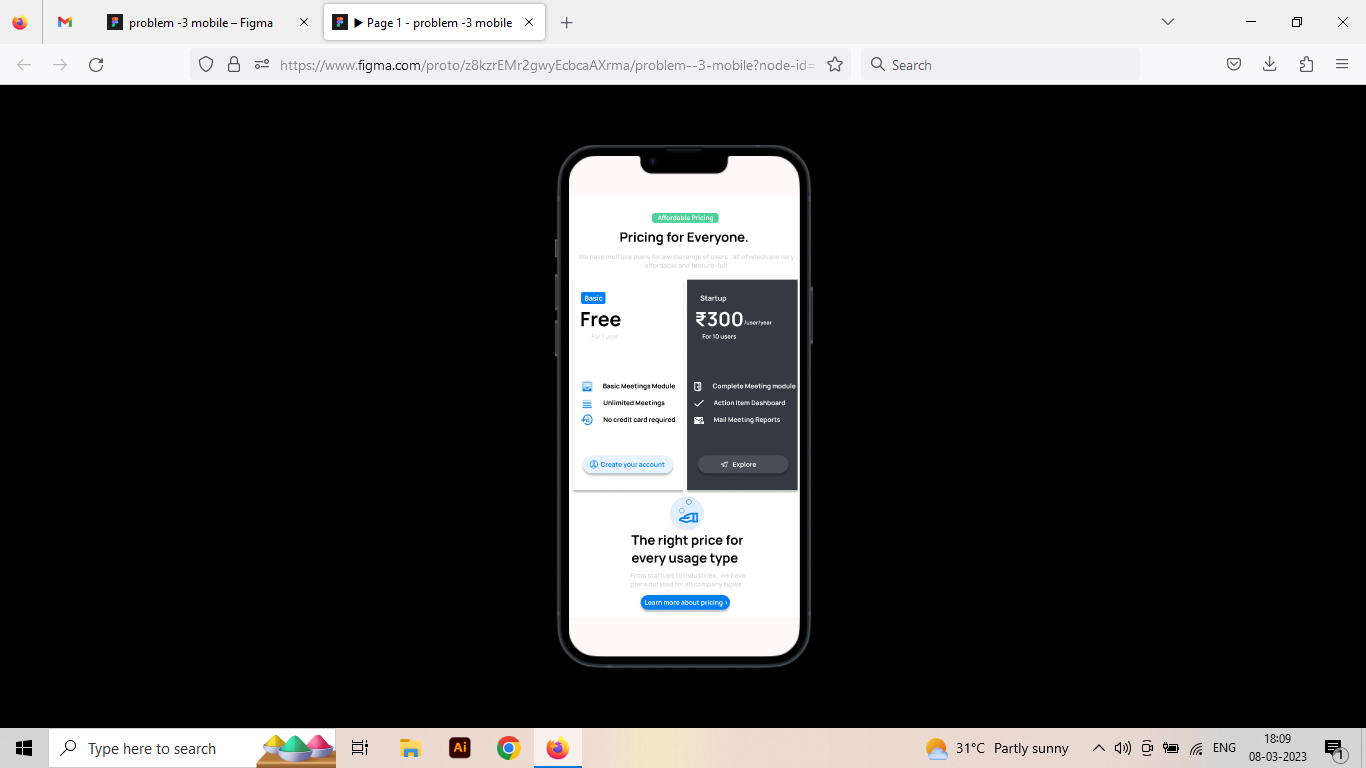 problem -3 mobile – Figma
Page 1 - problem -3 mobile
https://www.figma.com/proto/z8kzrEMr2gwyEcbcaAXrma/problem--3-mobile?node-id=
Search
Affordable Pricing
Pricing for Everyone.
We have multiple plans for a wide range of users , all of which are very
affordable and feature-full.
Basic
Free
For 1 user
Basic Meetings Module
Unlimited Meetings
No credit card required
Create your account
Startup
₹300 /user/year
For 10 users
Complete Meeting module
Action Item Dashboard
Mail Meeting Reports
Explore
The right price for
every usage type
From startups to industries, we have
plans curated for all company types
Learn more about pricing ›
Type here to search
Ai
31°C Partly sunny
ENG
18:09
08-03-2023
1